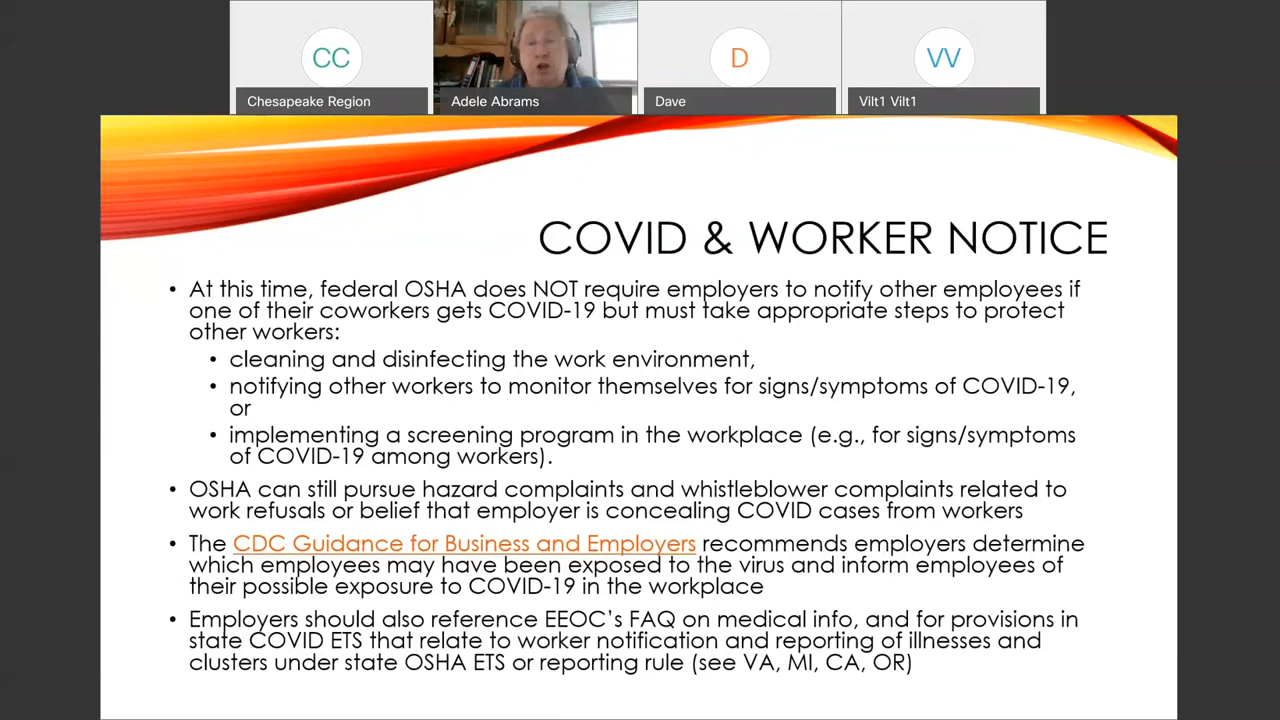 CC
D
VV
Chesapeake Region
Adele Abrams
Dave
Vilt1 Vilt1
COVID & WORKER NOTICE
• At this time, federal OSHA does NOT require employers to notify other employees if
one of their coworkers gets COVID-19 but must take appropriate steps to protect
other workers:
• cleaning and disinfecting the work environment,
• notifying other workers to monitor themselves for signs/symptoms of COVID-19,
or
• implementing a screening program in the workplace (e.g., for signs/symptoms
of COVID-19 among workers).
• OSHA can still pursue hazard complaints and whistleblower complaints related to
work refusals or belief that employer is concealing COVID cases from workers
• The CDC Guidance for Business and Employers recommends employers determine
which employees may have been exposed to the virus and inform employees of
their possible exposure to COVID-19 in the workplace
• Employers should also reference EEOC’s FAQ on medical info, and for provisions in
state COVID ETS that relate to worker notification and reporting of illnesses and
clusters under state OSHA ETS or reporting rule (see VA, MI, CA, OR)